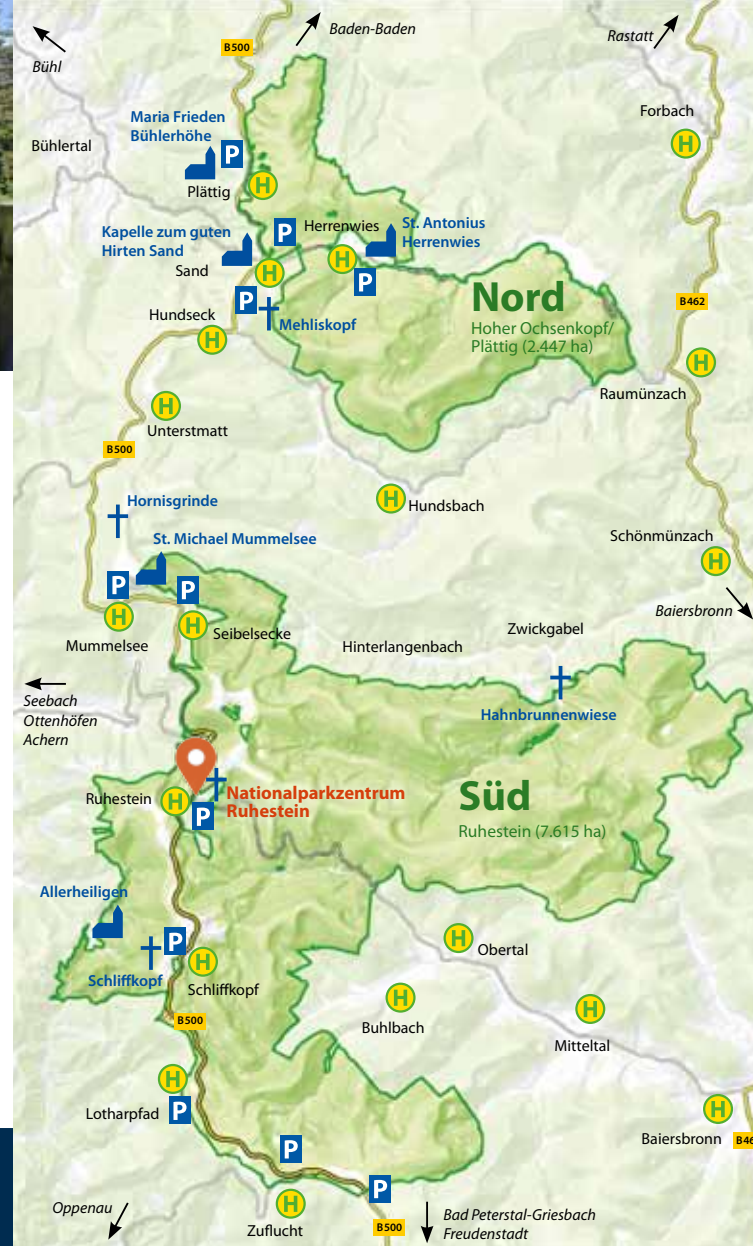 B500
Baden-Baden
Rastatt
Bühl
Forbach
Maria Frieden
Bühlerhöhe
P
Bühlertal
H
Plättig
H
P
Herrenwies
St. Antonius
Herrenwies
Kapelle zum guten
Hirten Sand
H
Sand
H
P
Nord
Hoher Ochsenkopf/
Plättig (2.447 ha)
B462
P
Hundseck
Mehliskopf
H
H
Raumünzach
H
Unterstmatt
B500
H
Hundsbach
Hornisgrinde
St. Michael Mummelsee
Schönmünzach
H
P
P
H
Mummelsee
H
Seibelsecke
Baiersbronn
Zwickgabel
Hinterlangenbach
Seebach
Ottenhöfen
Achern
Hahnbrunnenwiese
Ruhestein
H
P
Nationalparkzentrum
Ruhestein
Süd
Ruhestein (7.615 ha)
Allerheiligen
P
Schliffkopf
H
Schliffkopf
H
Obertal
B500
H
Buhlbach
H
Mitteltal
H
Lotharpfad
P
H
Baiersbronn
B46
P
P
Oppenau
H
Zuflucht
B500
Bad Peterstal-Griesbach
Freudenstadt